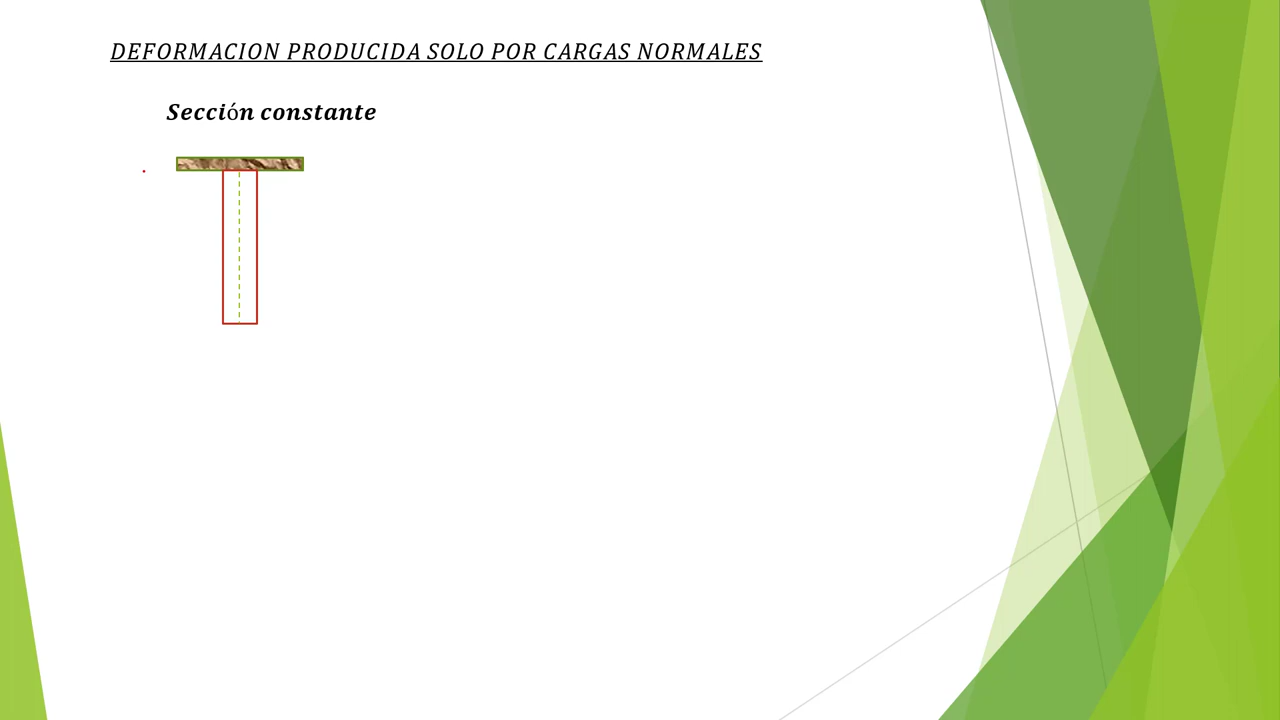 DEFORMACION PRODUCIDA SOLO POR CARGAS NORMALES
Sección constante